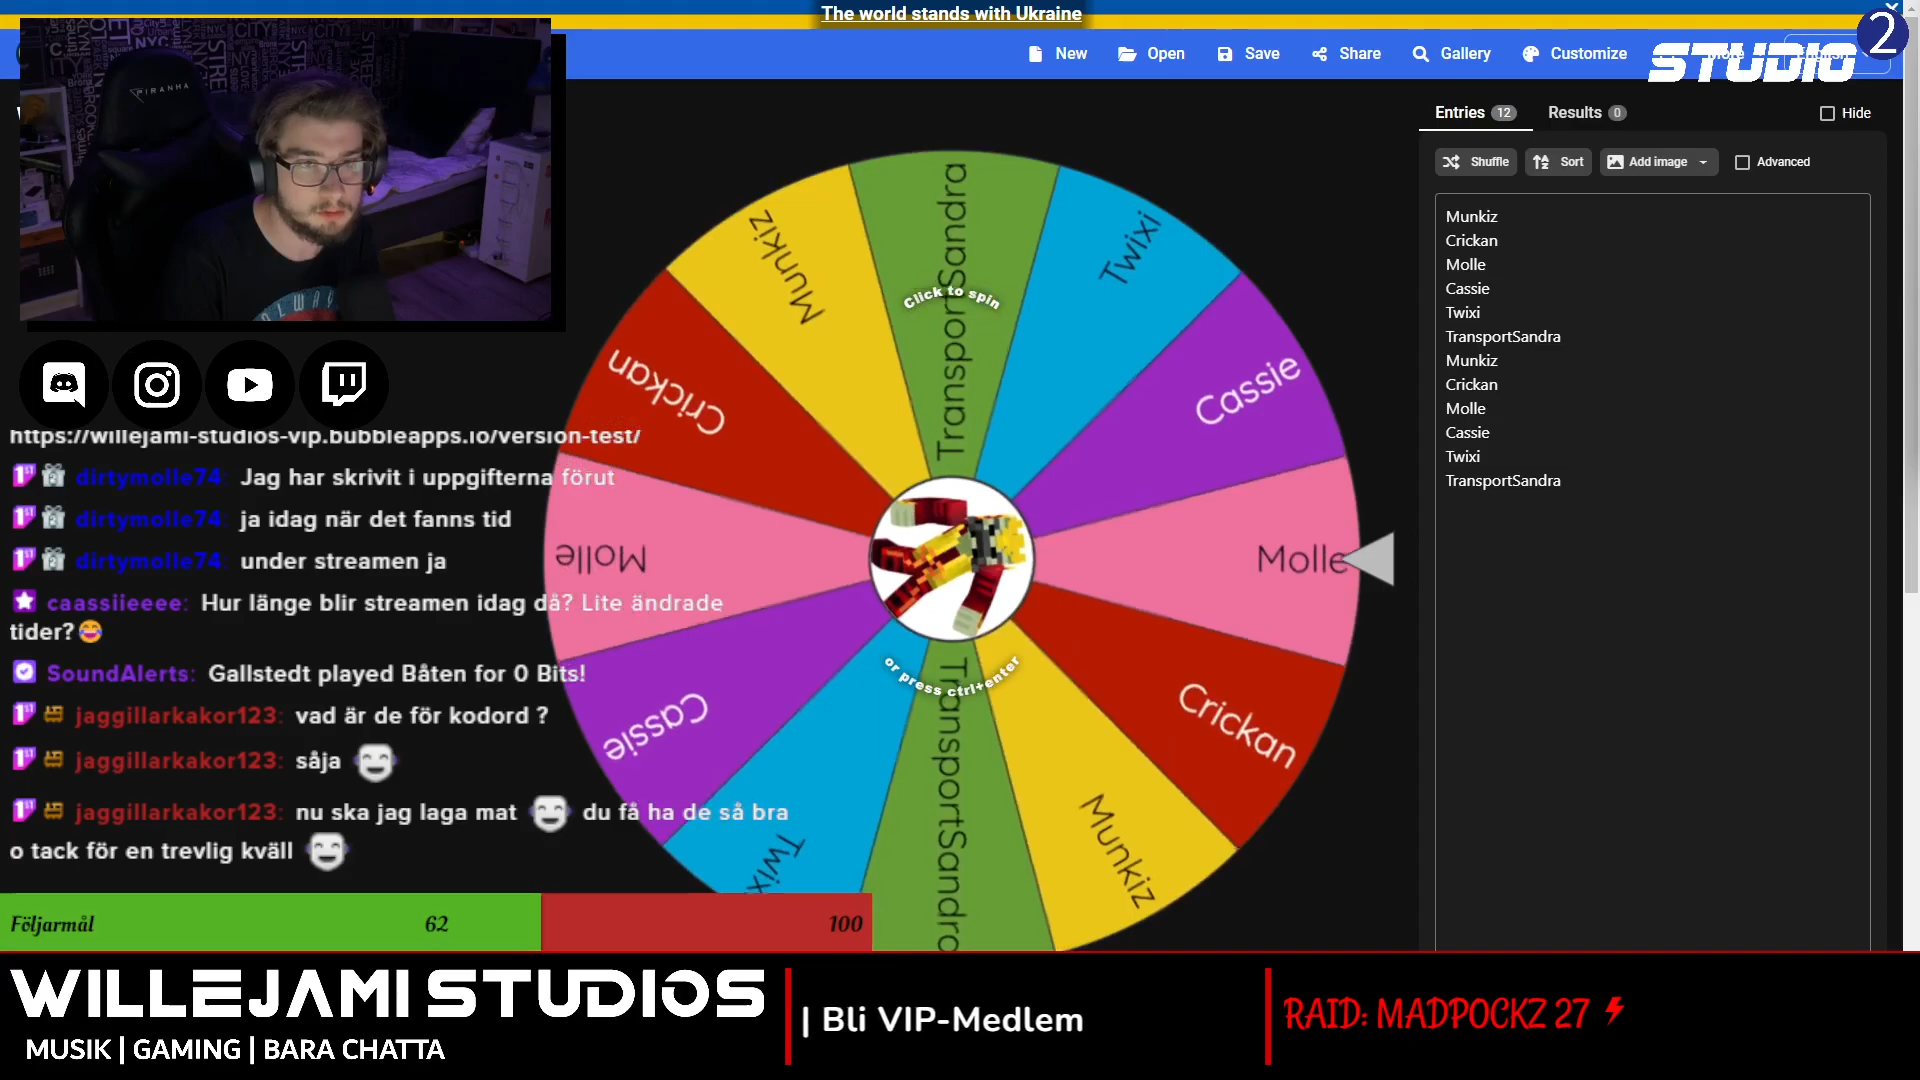 The world stands with Ukraine
New
Open
Save
Share
Gallery
Customize
STUDIO
2
PIRANHA
Entries 12
Results 0
Hide
Shuffle
Sort
Add image
Advanced
Munkiz
Crickan
Molle
Cassie
Twixi
TransportSandra
Munkiz
Crickan
Molle
Cassie
Twixi
TransportSandra
TransportSandra
Twixi
Cassie
Molle
Crickan
Munkiz
TransportSandra
Twixi
Cassie
Molle
Crickan
Munkiz
Click to spin
or press ctrl+enter
https://willejami-studios-vip.bubbleapps.io/version-test/
dirtymolle74: Jag har skrivit i uppgifterna förut
dirtymolle74: ja idag när det fanns tid
dirtymolle74: under streamen ja
caassiieeee: Hur länge blir streamen idag då? Lite ändrade
tider?😂
SoundAlerts: Gallstedt played Båten for 0 Bits!
jaggillarkakor123: vad är de för kodord ?
jaggillarkakor123: såja
jaggillarkakor123: nu ska jag laga mat du få ha de så bra
o tack för en trevlig kväll
Följarmål 62 100
WILLEJAMI STUDIOS
MUSIK | GAMING | BARA CHATTA
| Bli VIP-Medlem
RAID: MADPOCKZ 27